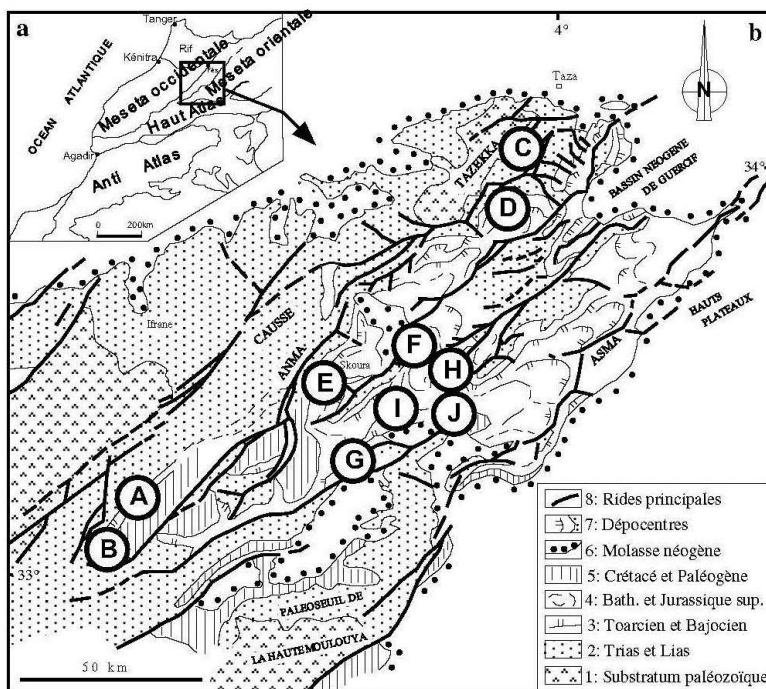 a
Tanger
Rif
Kénitra
Fès
OCEAN ATLANTIQUE
Meseta occidentale
Meseta orientale
Haut Atlas
Agadir
Anti Atlas
0 200km
4°
b
Taza
N
C
TAZEKKA
D
BASSIN NEOGENE
DE GUERCIF
34°
HAUTS
PLATEAUX
Ifrane
CAUSSE
ANMA
Skoura
F
ASMA
H
E
I
J
G
A
B
33°
PALEOSEUIL DE
LA HAUTE MOULOUYA
50 km
8: Rides principales
7: Dépocentres
6: Molasse néogène
5: Crétacé et Paléogène
4: Bath. et Jurassique sup.
3: Toarcien et Bajocien
2: Trias et Lias
1: Substratum paléozoïque